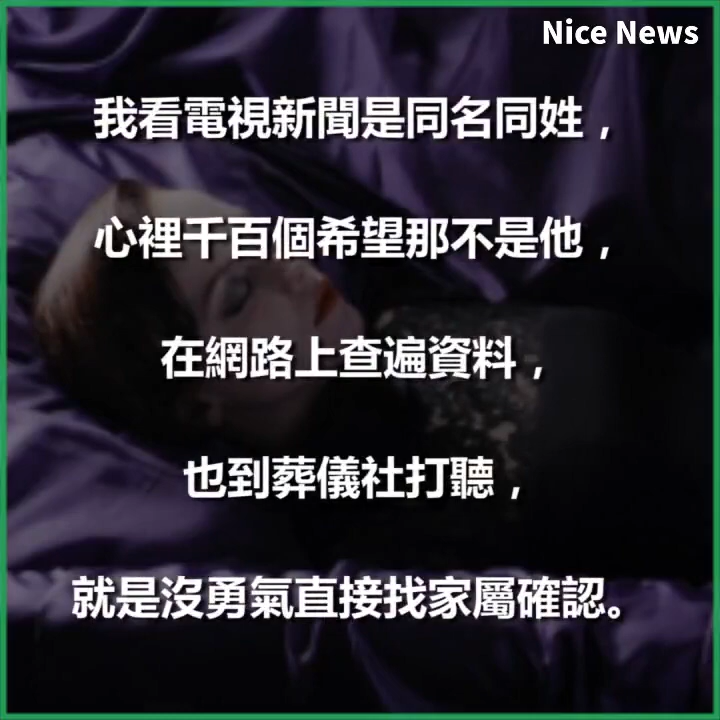 Nice News
我看電視新聞是同名同姓，
心裡千百個希望那不是他，
在網路上查遍資料，
也到葬儀社打聽，
就是沒勇氣直接找家屬確認。